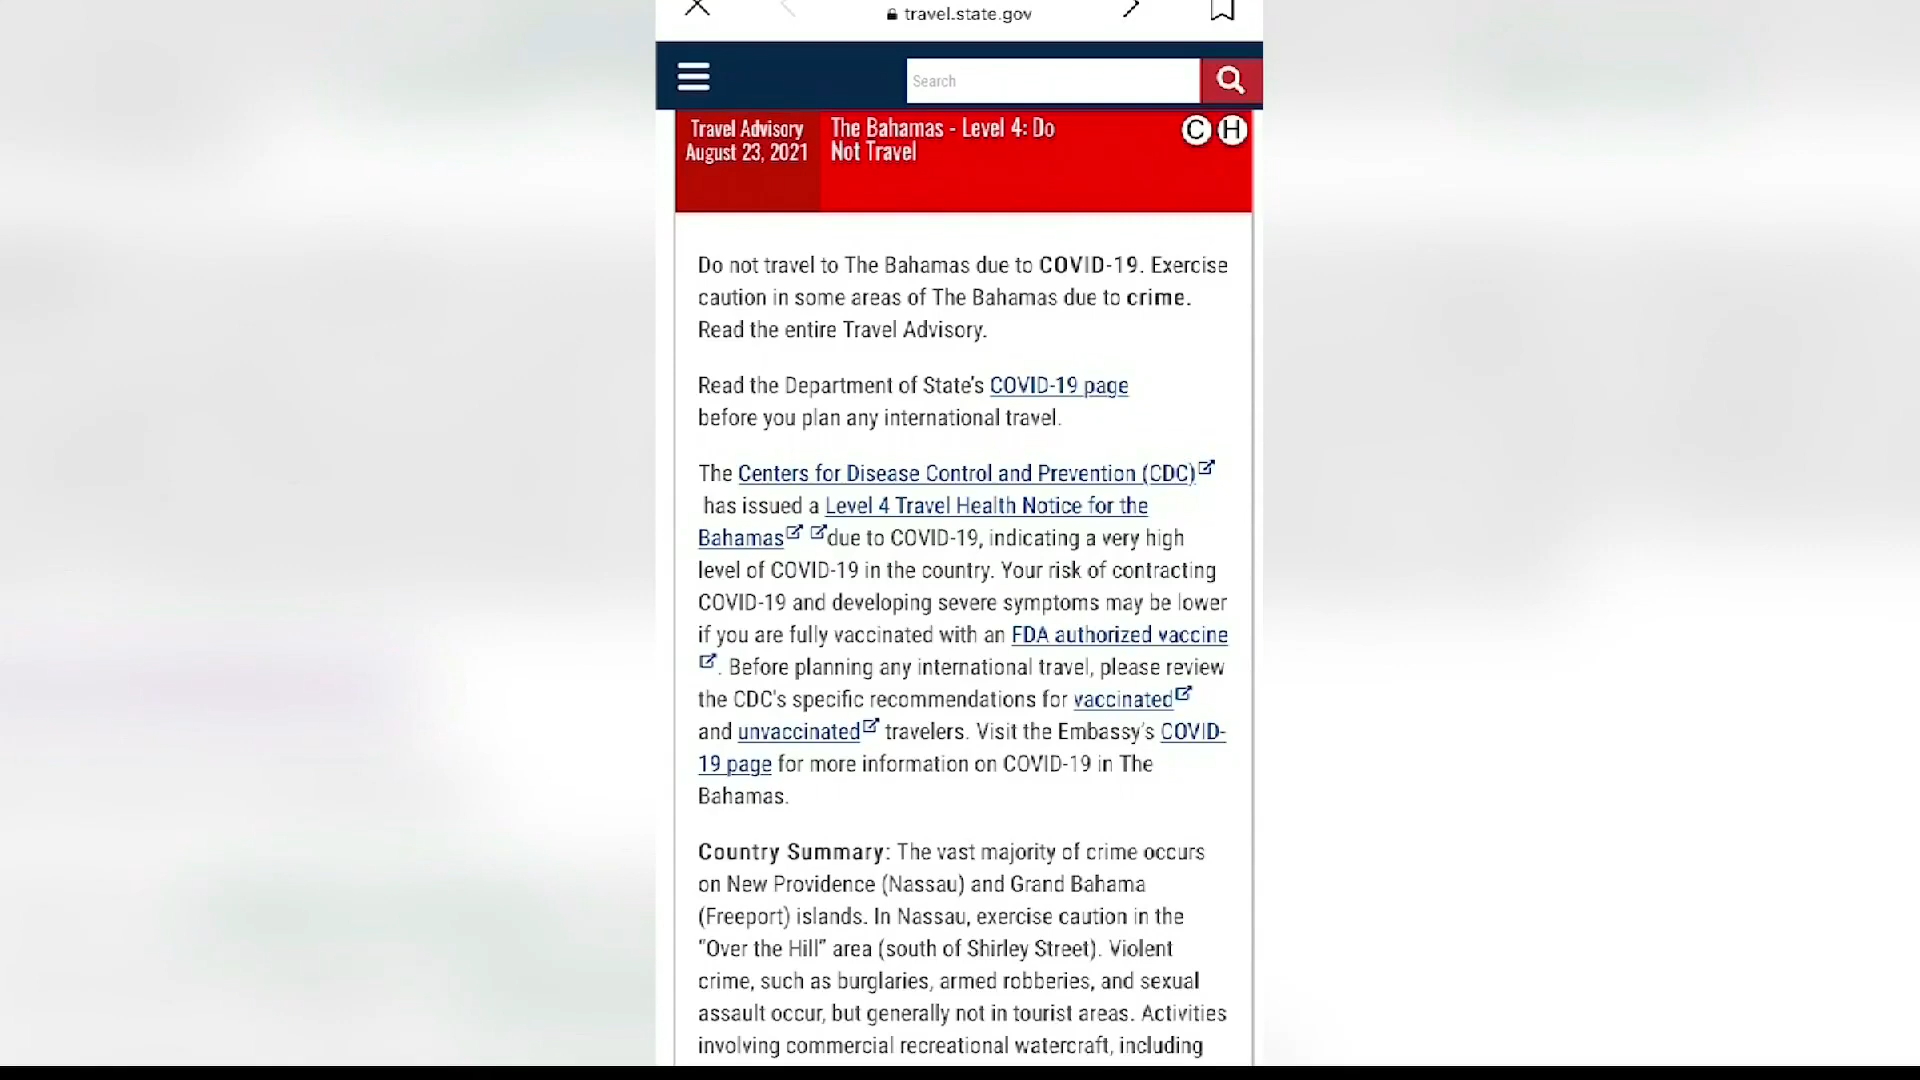 travel.state.gov
Search
Travel Advisory
August 23, 2021
The Bahamas - Level 4: Do
Not Travel
C H
Do not travel to The Bahamas due to COVID-19. Exercise
caution in some areas of The Bahamas due to crime.
Read the entire Travel Advisory.
Read the Department of State's COVID-19 page
before you plan any international travel.
The Centers for Disease Control and Prevention (CDC)
has issued a Level 4 Travel Health Notice for the
Bahamas due to COVID-19, indicating a very high
level of COVID-19 in the country. Your risk of contracting
COVID-19 and developing severe symptoms may be lower
if you are fully vaccinated with an FDA authorized vaccine
. Before planning any international travel, please review
the CDC's specific recommendations for vaccinated
and unvaccinated travelers. Visit the Embassy's COVID-
19 page for more information on COVID-19 in The
Bahamas.
Country Summary: The vast majority of crime occurs
on New Providence (Nassau) and Grand Bahama
(Freeport) islands. In Nassau, exercise caution in the
"Over the Hill" area (south of Shirley Street). Violent
crime, such as burglaries, armed robberies, and sexual
assault occur, but generally not in tourist areas. Activities
involving commercial recreational watercraft, including